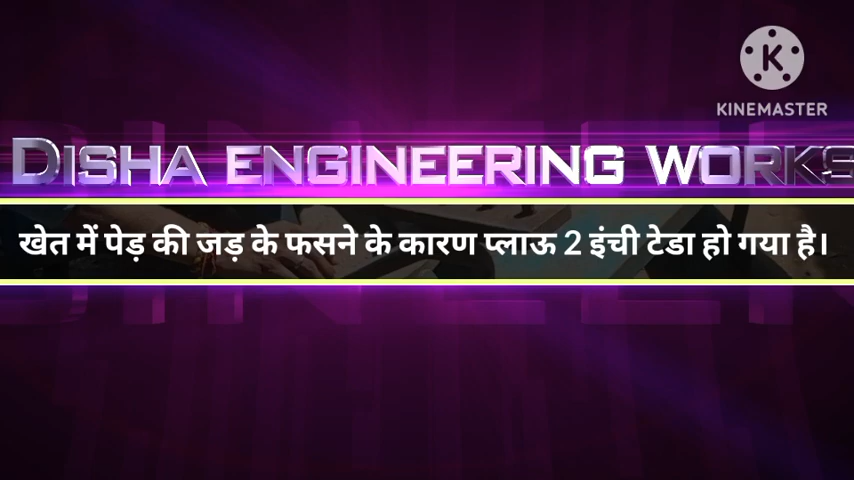 K
KINEMASTER
DISHA ENGINEERING WORKS
खेत में पेड़ की जड़ के फसने के कारण प्लाऊ 2 इंची टेडा हो गया है।